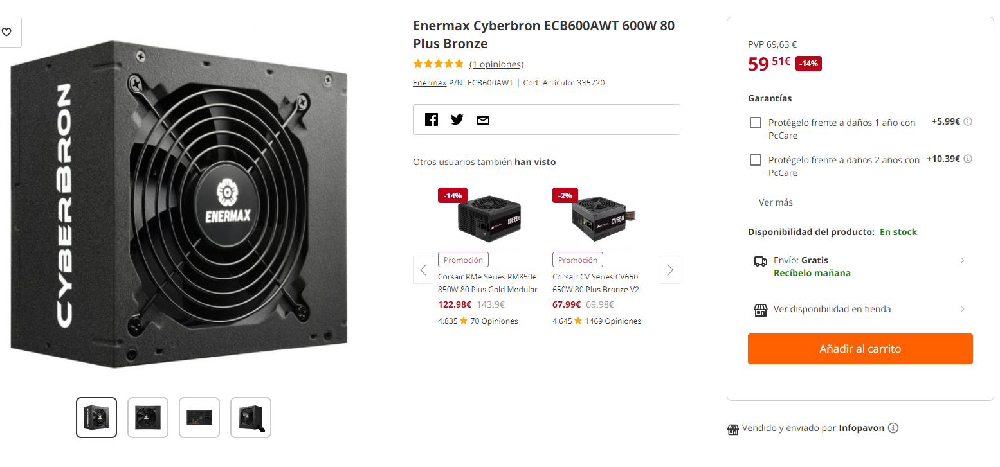 CYBERBRON
ENERMAX
Enermax Cyberbron ECB600AWT 600W 80
Plus Bronze
(1 opiniones)
Enermax P/N: ECB600AWT | Cod. Artículo: 335720
Otros usuarios también han visto
-14%
RM850e
Promoción
Corsair RMe Series RM850e
850W 80 Plus Gold Modular
122.98€ 143.9€
4.835 70 Opiniones
-2%
CV650
Promoción
Corsair CV Series CV650
650W 80 Plus Bronze V2
67.99€ 69.98€
4.645 1469 Opiniones
PVP 69,63 €
59 51€ -14%
Garantías
Protégelo frente a daños 1 año con +5.99€
PcCare
Protégelo frente a daños 2 años con +10.39€
PcCare
Ver más
Disponibilidad del producto: En stock
Envío: Gratis
Recíbelo mañana
Ver disponibilidad en tienda
Añadir al carrito
Vendido y enviado por Infopavon